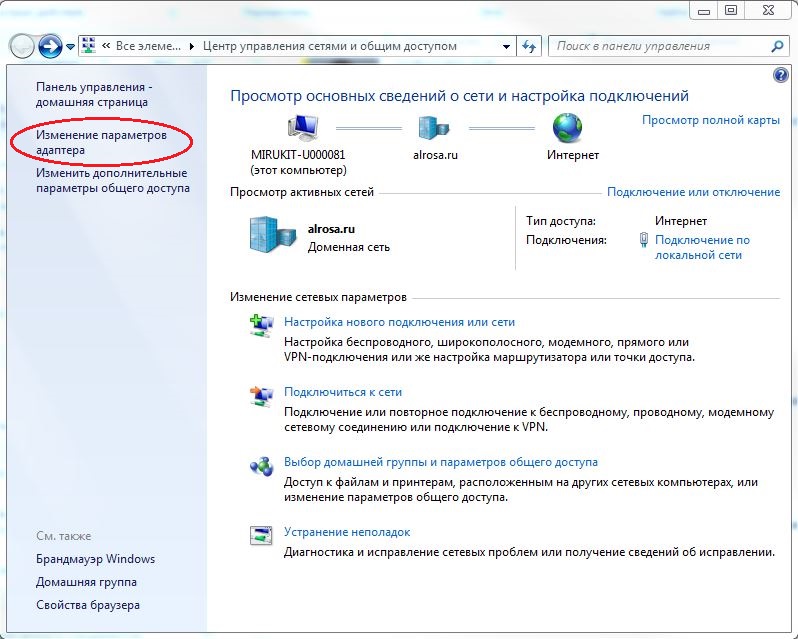 « Все элеме... ▸ Центр управления сетями и общим доступом
Поиск в панели управления
Панель управления -
домашняя страница
Изменение параметров
адаптера
Изменить дополнительные
параметры общего доступа
См. также
Брандмауэр Windows
Домашняя группа
Свойства браузера
Просмотр основных сведений о сети и настройка подключений
MIRUKIT-U000081
(этот компьютер)
alrosa.ru
Интернет
Просмотр полной карты
Просмотр активных сетей
Подключение или отключение
alrosa.ru
Доменная сеть
Тип доступа: Интернет
Подключения: Подключение по
локальной сети
Изменение сетевых параметров
Настройка нового подключения или сети
Настройка беспроводного, широкополосного, модемного, прямого или
VPN-подключения или же настройка маршрутизатора или точки доступа.
Подключиться к сети
Подключение или повторное подключение к беспроводному, проводному, модемному
сетевому соединению или подключение к VPN.
Выбор домашней группы и параметров общего доступа
Доступ к файлам и принтерам, расположенным на других сетевых компьютерах, или
изменение параметров общего доступа.
Устранение неполадок
Диагностика и исправление сетевых проблем или получение сведений об исправлении.